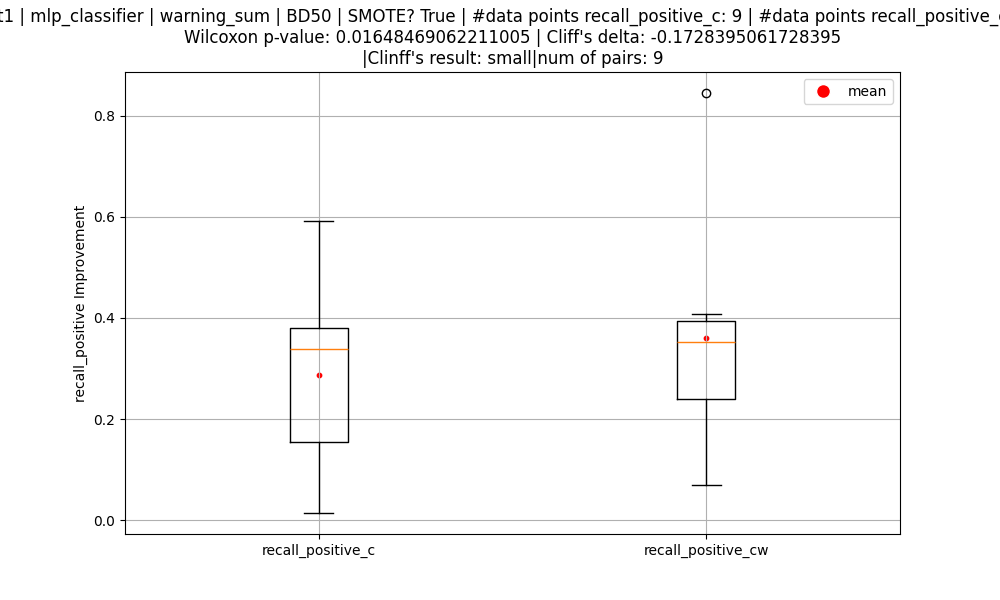 t1 | mlp_classifier | warning_sum | BD50 | SMOTE? True | #data points recall_positive_c: 9 | #data points recall_positive_
Wilcoxon p-value: 0.01648469062211005 | Cliff's delta: -0.1728395061728395
|Clinff's result: small|num of pairs: 9
mean
0.8
0.6
0.4
0.2
0.0
recall_positive Improvement
recall_positive_c
recall_positive_cw